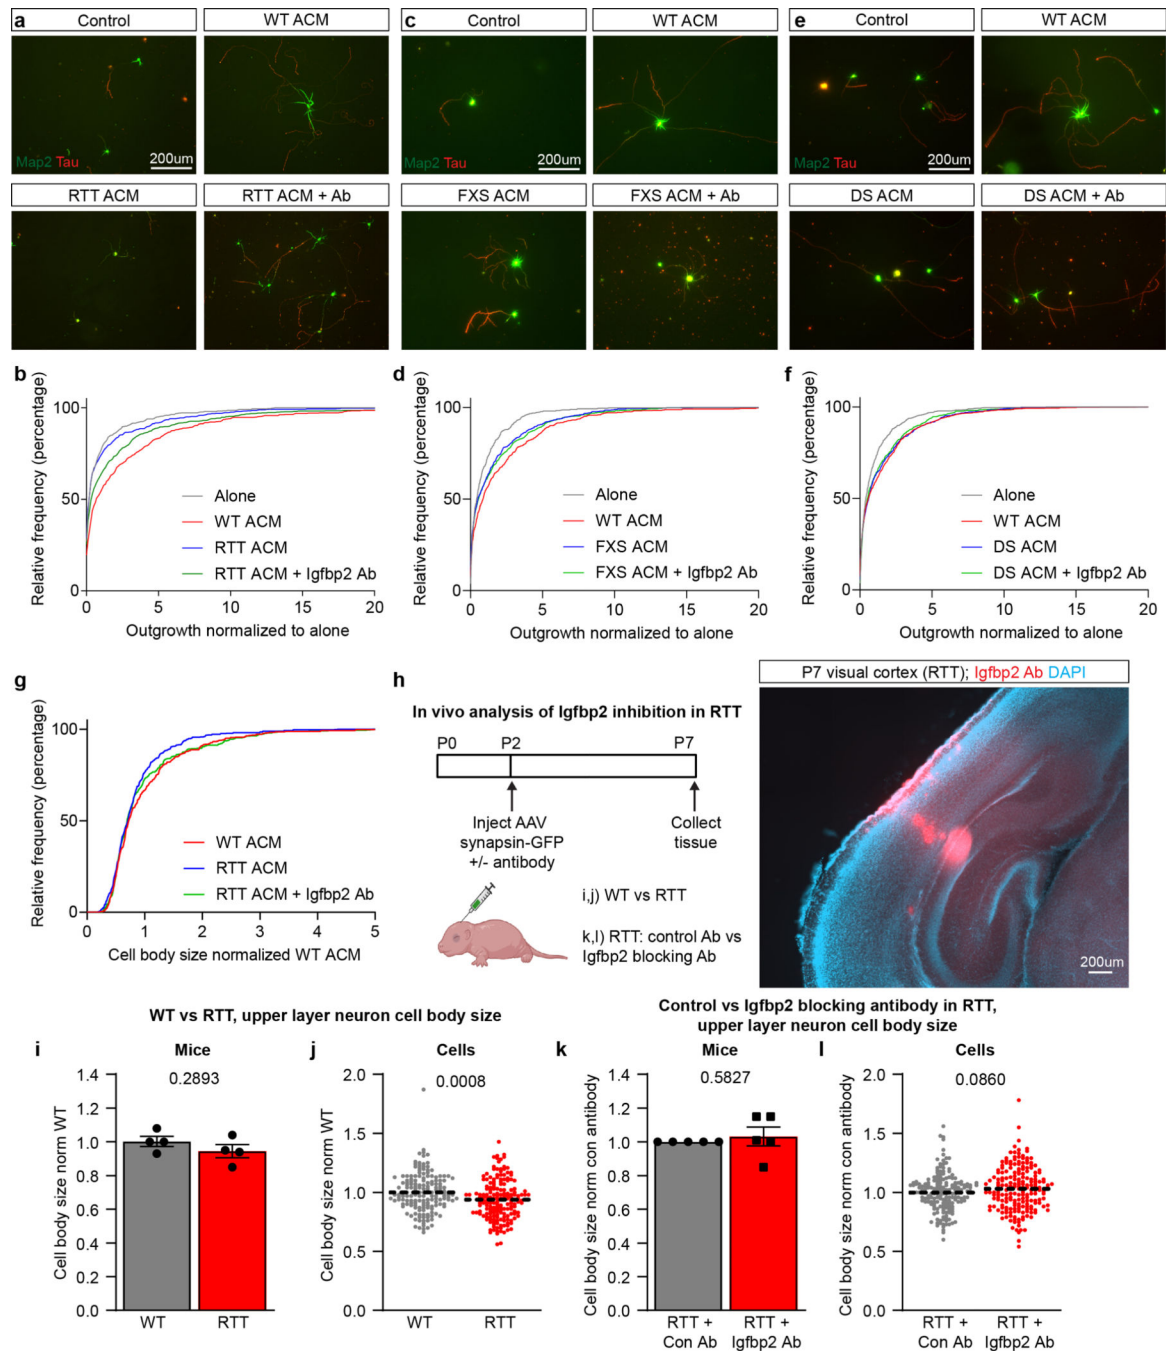 a Control WT ACM c Control WT ACM e Control WT ACM
Map2 Tau 200um Map2 Tau 200um Map2 Tau 200um
RTT ACM RTT ACM + Ab FXS ACM FXS ACM + Ab DS ACM DS ACM + Ab
b
Relative frequency (percentage)
100
50
0
Alone
WT ACM
RTT ACM
RTT ACM + Igfbp2 Ab
0 5 10 15 20
Outgrowth normalized to alone
d
Relative frequency (percentage)
100
50
0
Alone
WT ACM
FXS ACM
FXS ACM + Igfbp2 Ab
0 5 10 15 20
Outgrowth normalized to alone
f
Relative frequency (percentage)
100
50
0
Alone
WT ACM
DS ACM
DS ACM + Igfbp2 Ab
0 5 10 15 20
Outgrowth normalized to alone
g
Relative frequency (percentage)
100
50
0
WT ACM
RTT ACM
RTT ACM + Igfbp2 Ab
0 1 2 3 4 5
Cell body size normalized WT ACM
h
In vivo analysis of Igfbp2 inhibition in RTT
P0 P2 P7
Inject AAV
synapsin-GFP
+/- antibody
Collect
tissue
i,j) WT vs RTT
k,l) RTT: control Ab vs
Igfbp2 blocking Ab
P7 visual cortex (RTT); Igfbp2 Ab DAPI
200um
WT vs RTT, upper layer neuron cell body size
Control vs Igfbp2 blocking antibody in RTT,
upper layer neuron cell body size
i
Mice
0.2893
Cell body size norm WT
1.4
1.2
1.0
0.8
0.6
0.4
0.2
0.0
WT RTT
j
Cells
0.0008
Cell body size norm WT
2.0
1.5
1.0
0.5
0.0
WT RTT
k
Mice
0.5827
Cell body size norm con antibody
1.4
1.2
1.0
0.8
0.6
0.4
0.2
0.0
RTT + RTT +
Con Ab Igfbp2 Ab
l
Cells
0.0860
Cell body size norm con antibody
2.0
1.5
1.0
0.5
0.0
RTT + RTT +
Con Ab Igfbp2 Ab